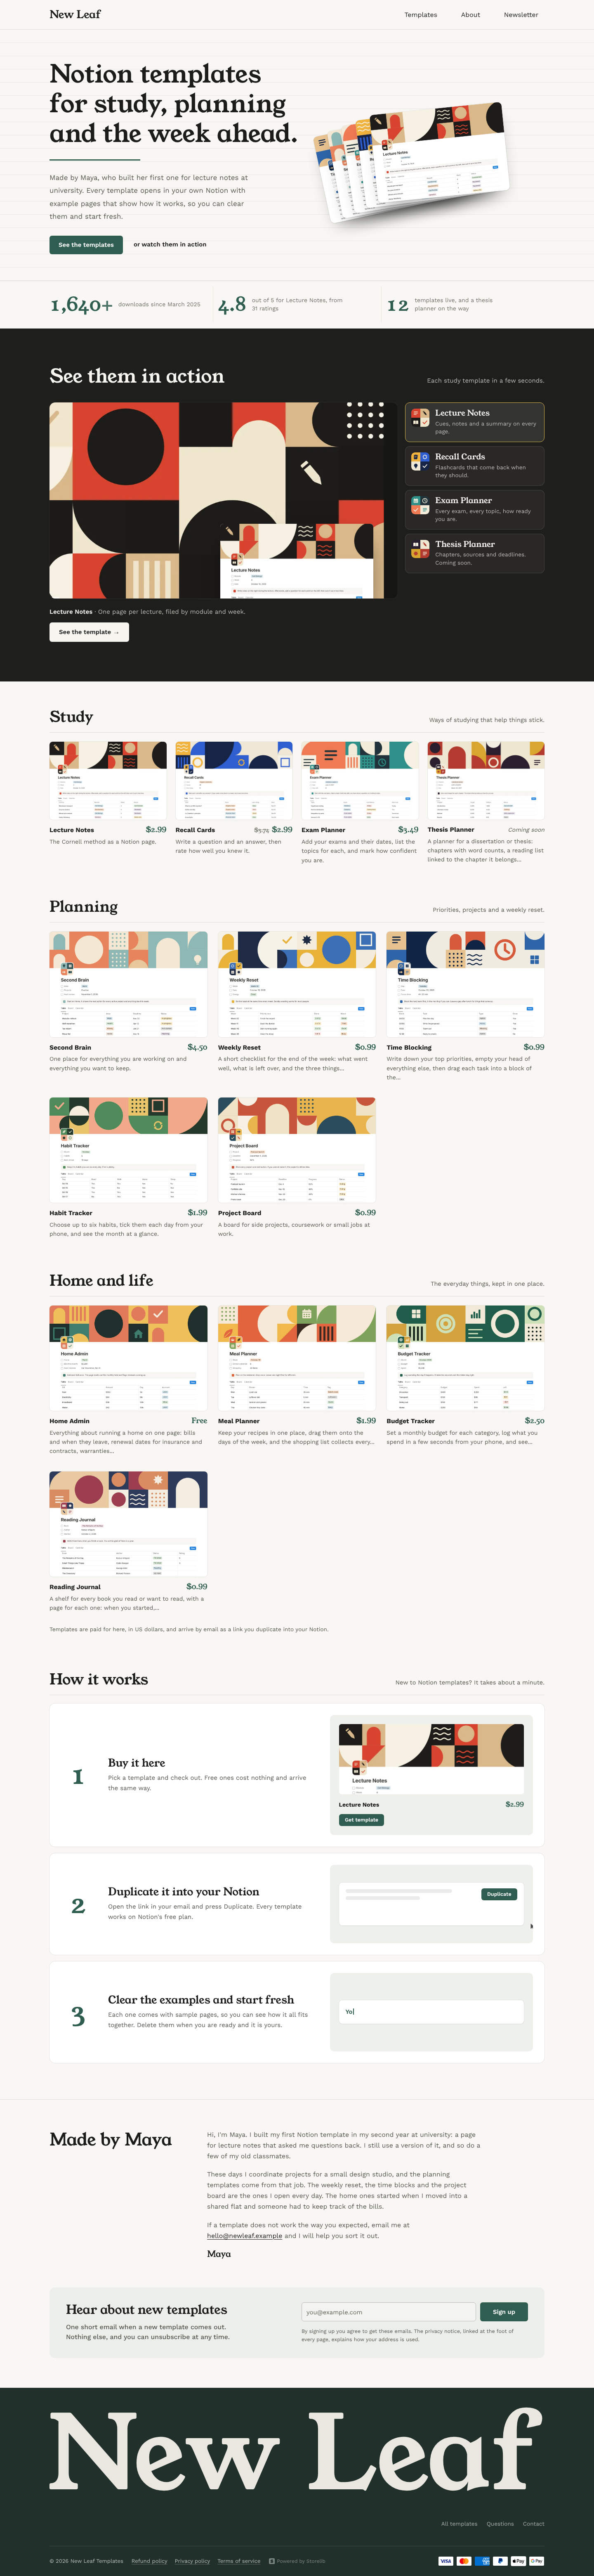 New Leaf
Templates
About
Newsletter
Notion templates
for study, planning
and the week ahead.
Made by Maya, who built her first one for lecture notes at
university. Every template opens in your own Notion with
example pages that show how it works, so you can clear
them and start fresh.
See the templates
or watch them in action
Lecture Notes
1,640+
downloads since March 2025
4.8
out of 5 for Lecture Notes, from
31 ratings
12
templates live, and a thesis
planner on the way
See them in action
Each study template in a few seconds.
Lecture Notes
Lecture Notes
Cues, notes and a summary on every
page.
Recall Cards
Flashcards that come back when
they should.
Exam Planner
Every exam, every topic, how ready
you are.
Thesis Planner
Chapters, sources and deadlines.
Coming soon.
Lecture Notes · One page per lecture, filed by module and week.
See the template →
Study
Ways of studying that help things stick.
Lecture Notes
Recall Cards
Exam Planner
Thesis Planner
Lecture Notes
$2.99
The Cornell method as a Notion page.
Recall Cards
$3.74 $2.99
Write a question and an answer, then
rate how well you knew it.
Exam Planner
$3.49
Add your exams and their dates, list the
topics for each, and mark how confident
you are.
Thesis Planner
Coming soon
A planner for a dissertation or thesis:
chapters with word counts, a reading list
linked to the chapter it belongs...
Planning
Priorities, projects and a weekly reset.
Second Brain
Weekly Reset
Time Blocking
Second Brain
$4.50
One place for everything you are working on and
everything you want to keep.
Weekly Reset
$0.99
A short checklist for the end of the week: what went
well, what is left over, and the three things...
Time Blocking
$0.99
Write down your top priorities, empty your head of
everything else, then drag each task into a block of
the...
Habit Tracker
Project Board
Habit Tracker
$1.99
Choose up to six habits, tick them each day from your
phone, and see the month at a glance.
Project Board
$0.99
A board for side projects, coursework or small jobs at
work.
Home and life
The everyday things, kept in one place.
Home Admin
Meal Planner
Budget Tracker
Home Admin
Free
Everything about running a home on one page: bills
and when they leave, renewal dates for insurance and
contracts, warranties...
Meal Planner
$1.99
Keep your recipes in one place, drag them onto the
days of the week, and the shopping list collects every...
Budget Tracker
$2.50
Set a monthly budget for each category, log what you
spend in a few seconds from your phone, and see...
Reading Journal
Reading Journal
$0.99
A shelf for every book you read or want to read, with a
page for each one: when you started,...
Templates are paid for here, in US dollars, and arrive by email as a link you duplicate into your Notion.
How it works
New to Notion templates? It takes about a minute.
1
Buy it here
Pick a template and check out. Free ones cost nothing and arrive
the same way.
Lecture Notes
Lecture Notes
$2.99
Get template
2
Duplicate it into your Notion
Open the link in your email and press Duplicate. Every template
works on Notion's free plan.
Duplicate
3
Clear the examples and start fresh
Each one comes with sample pages, so you can see how it all fits
together. Delete them when you are ready and it is yours.
Yo
Made by Maya
Hi, I'm Maya. I built my first Notion template in my second year at university: a page
for lecture notes that asked me questions back. I still use a version of it, and so do a
few of my old classmates.
These days I coordinate projects for a small design studio, and the planning
templates come from that job. The weekly reset, the time blocks and the project
board are the ones I open every day. The home ones started when I moved into a
shared flat and someone had to keep track of the bills.
If a template does not work the way you expected, email me at
hello@newleaf.example and I will help you sort it out.
Maya
Hear about new templates
One short email when a new template comes out.
Nothing else, and you can unsubscribe at any time.
you@example.com
Sign up
By signing up you agree to get these emails. The privacy notice, linked at the foot of
every page, explains how your address is used.
New Leaf
All templates
Questions
Contact
© 2026 New Leaf Templates
Refund policy
Privacy policy
Terms of service
Powered by Storelib
VISA
Pay
G Pay